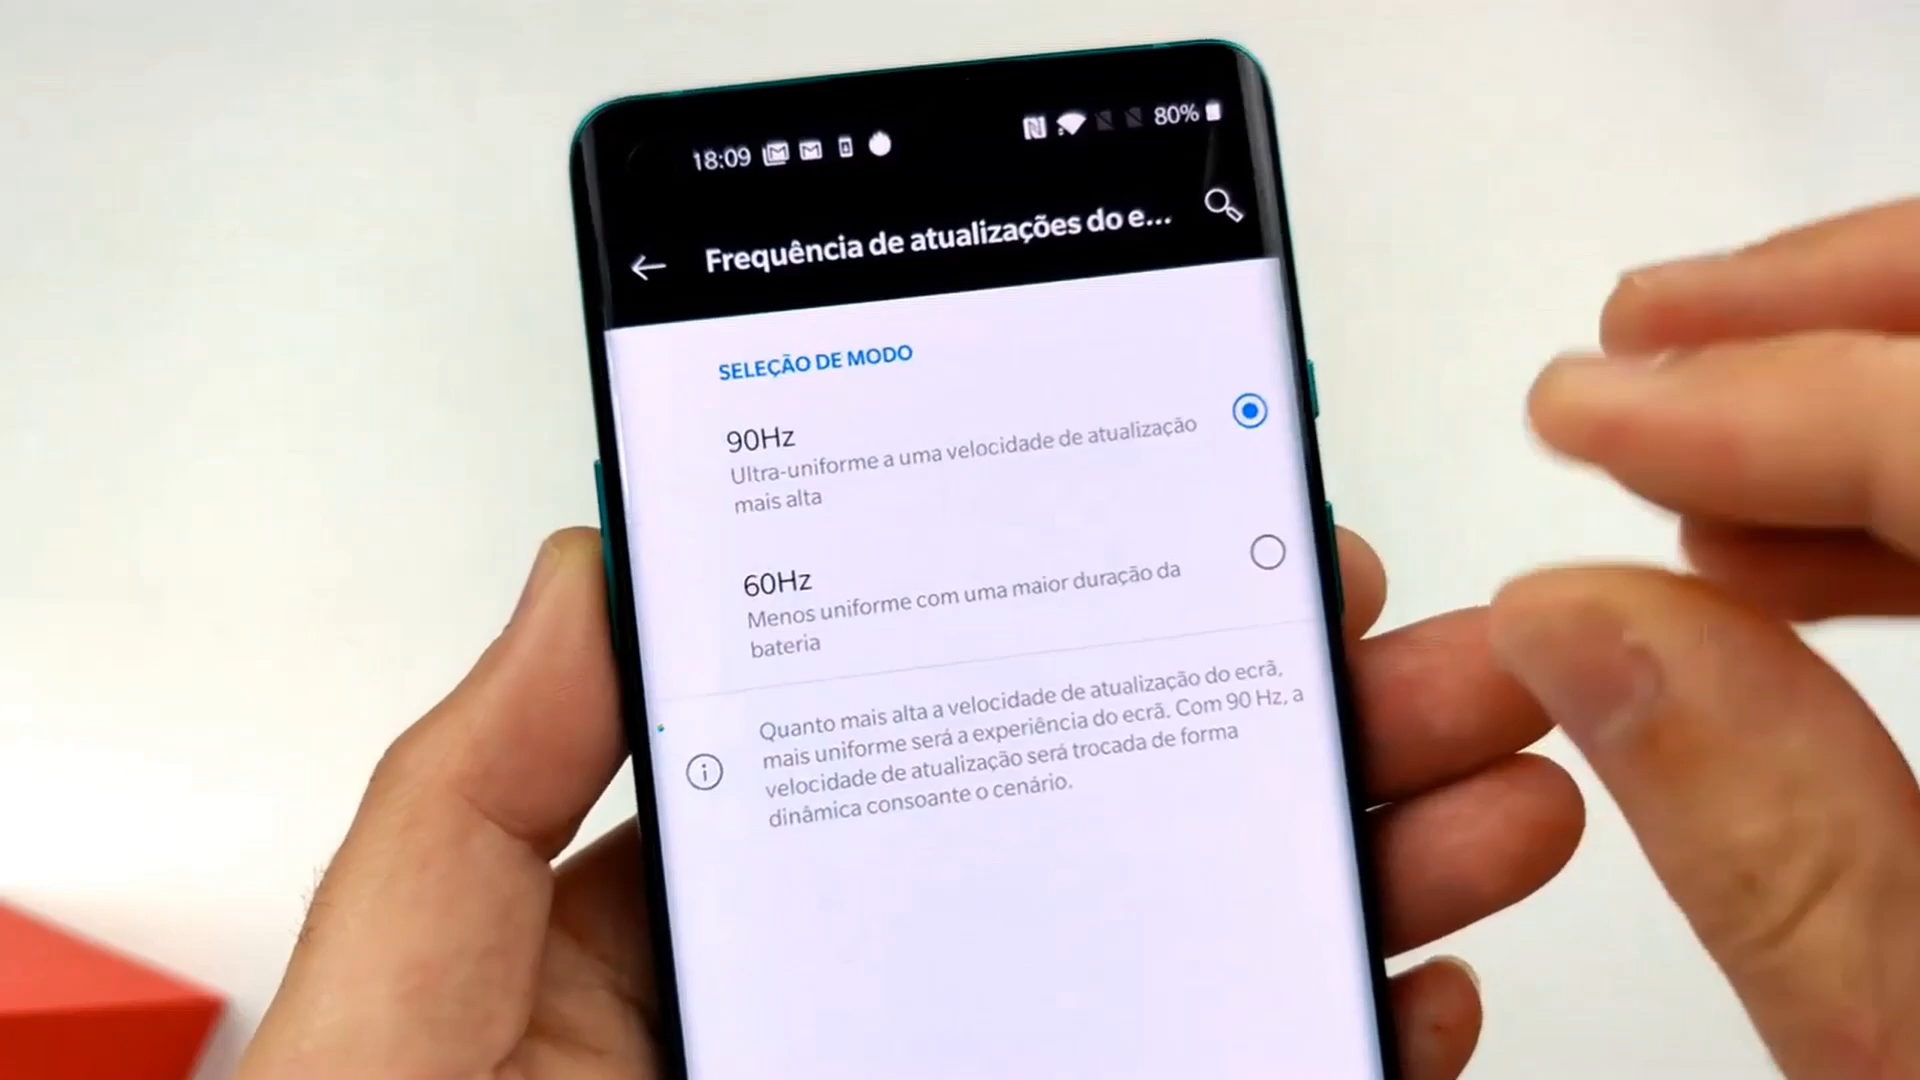 18:09
80%
Frequência de atualizações do e...
SELEÇÃO DE MODO
90Hz
Ultra-uniforme a uma velocidade de atualização
mais alta
60Hz
Menos uniforme com uma maior duração da
bateria
Quanto mais alta a velocidade de atualização do ecrã,
mais uniforme será a experiência do ecrã. Com 90 Hz, a
velocidade de atualização será trocada de forma
dinâmica consoante o cenário.